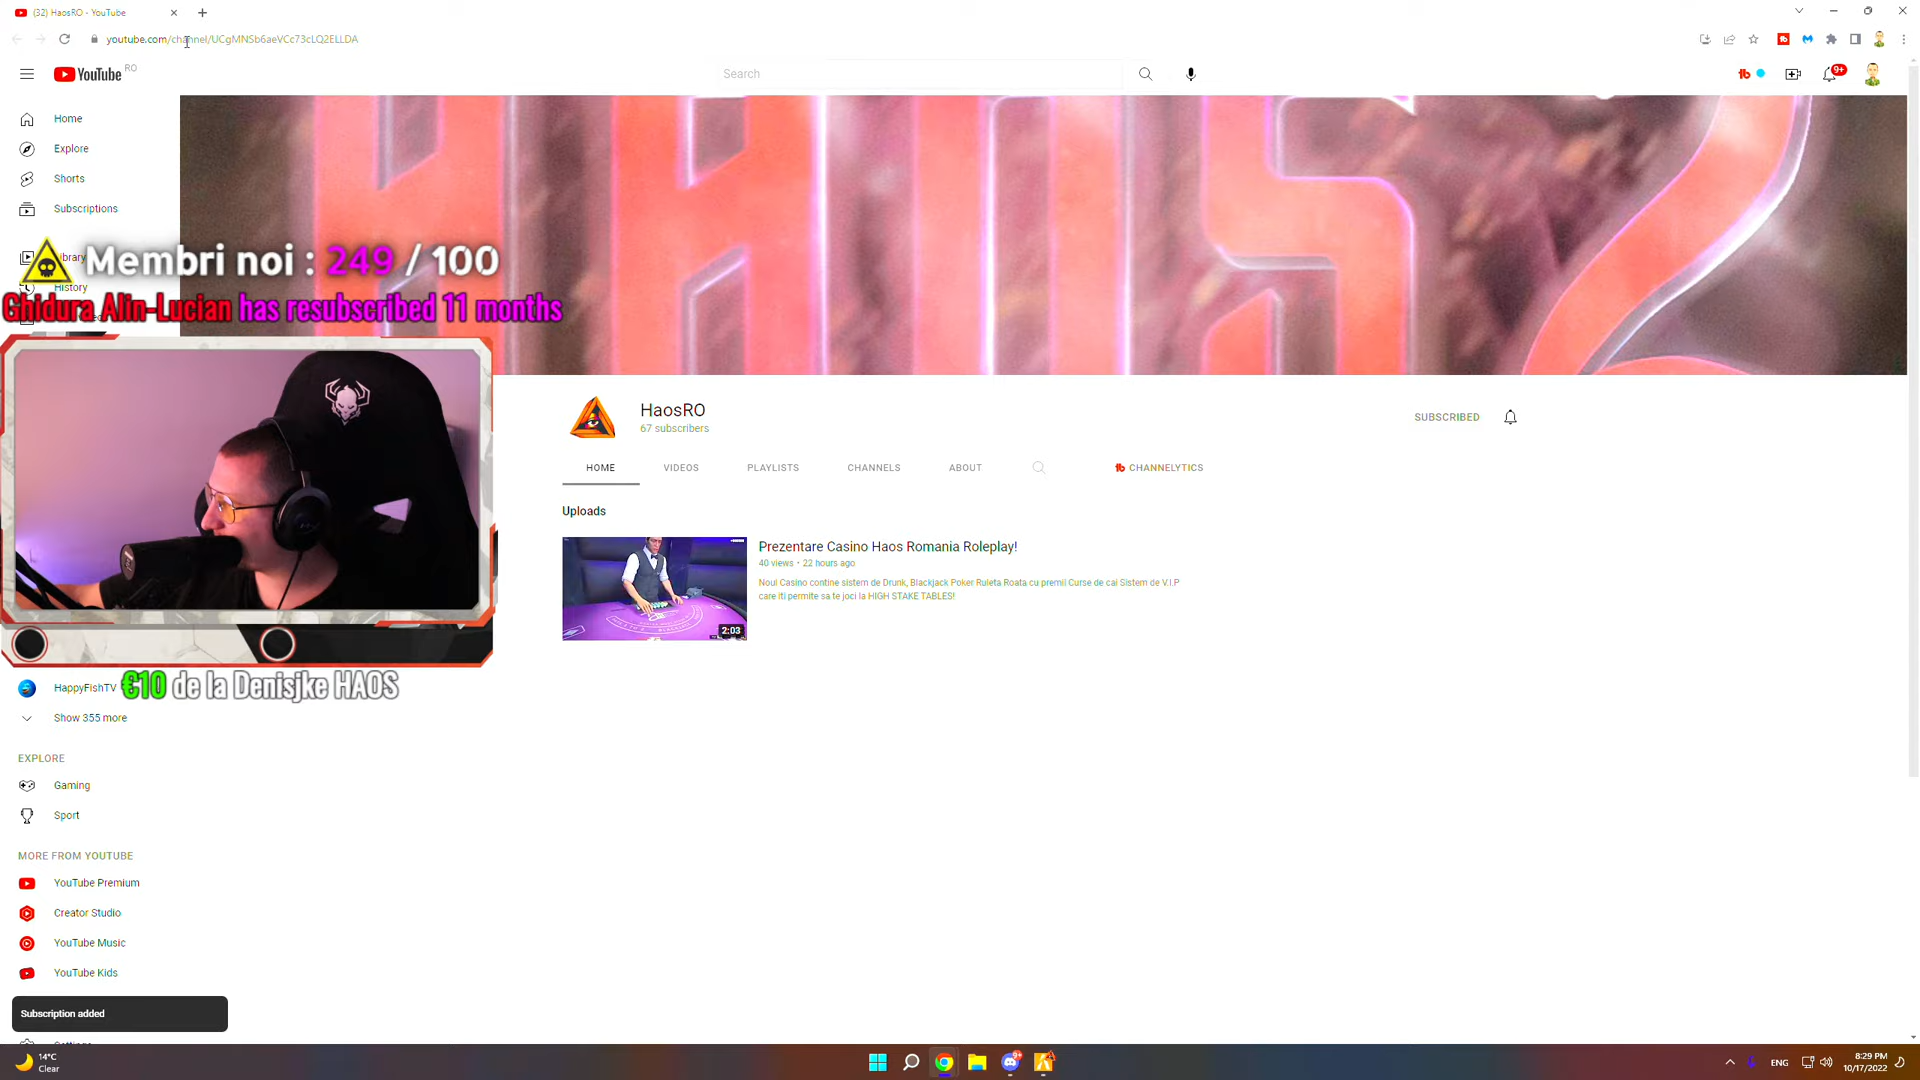 (32) HaosRO - YouTube
youtube.com/channel/UCgMNSb6aeVCc73cLQ2ELLDA
YouTube RO
Search
9+
Home
Explore
Shorts
Subscriptions
Library
History
HAOS 2
Membri noi : 249 / 100
Ghidura Alin-Lucian has resubscribed 11 months
HaosRO
67 subscribers
SUBSCRIBED
HOME
VIDEOS
PLAYLISTS
CHANNELS
ABOUT
CHANNELYTICS
Uploads
2:03
Prezentare Casino Haos Romania Roleplay!
40 views • 22 hours ago
Noul Casino contine sistem de Drunk, Blackjack Poker Ruleta Roata cu premii Curse de cai Sistem de V.I.P
care iti permite sa te joci la HIGH STAKE TABLES!
HappyFishTV
€10 de la Denisjke HAOS
Show 355 more
EXPLORE
Gaming
Sport
MORE FROM YOUTUBE
YouTube Premium
Creator Studio
YouTube Music
YouTube Kids
Subscription added
Settings
14°C
Clear
ENG
8:29 PM
10/17/2022